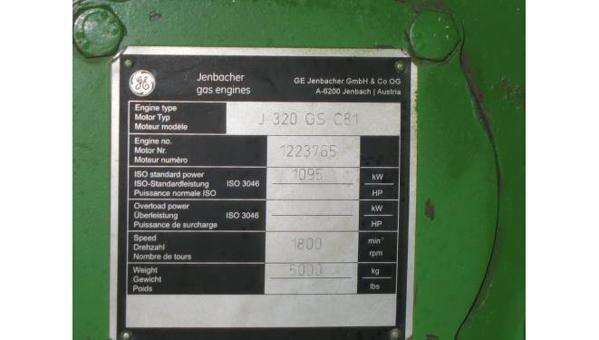 GE
Jenbacher
gas engines
GE Jenbacher GmbH & Co OG
A-6200 Jenbach | Austria
Engine type
Motor Typ
Moteur modéle
J 320 GS C81
Engine no.
Motor Nr.
Moteur numéro
1223765
ISO standard power
ISO-Standardleistung
Puissance normale ISO
ISO 3046
1095
kW
HP
Overload power
Überleistung
Puissance de surcharge
ISO 3046
kW
HP
Speed
Drehzahl
Nombre de tours
1800
min⁻
rpm
Weight
Gewicht
Poids
5000
kg
lbs